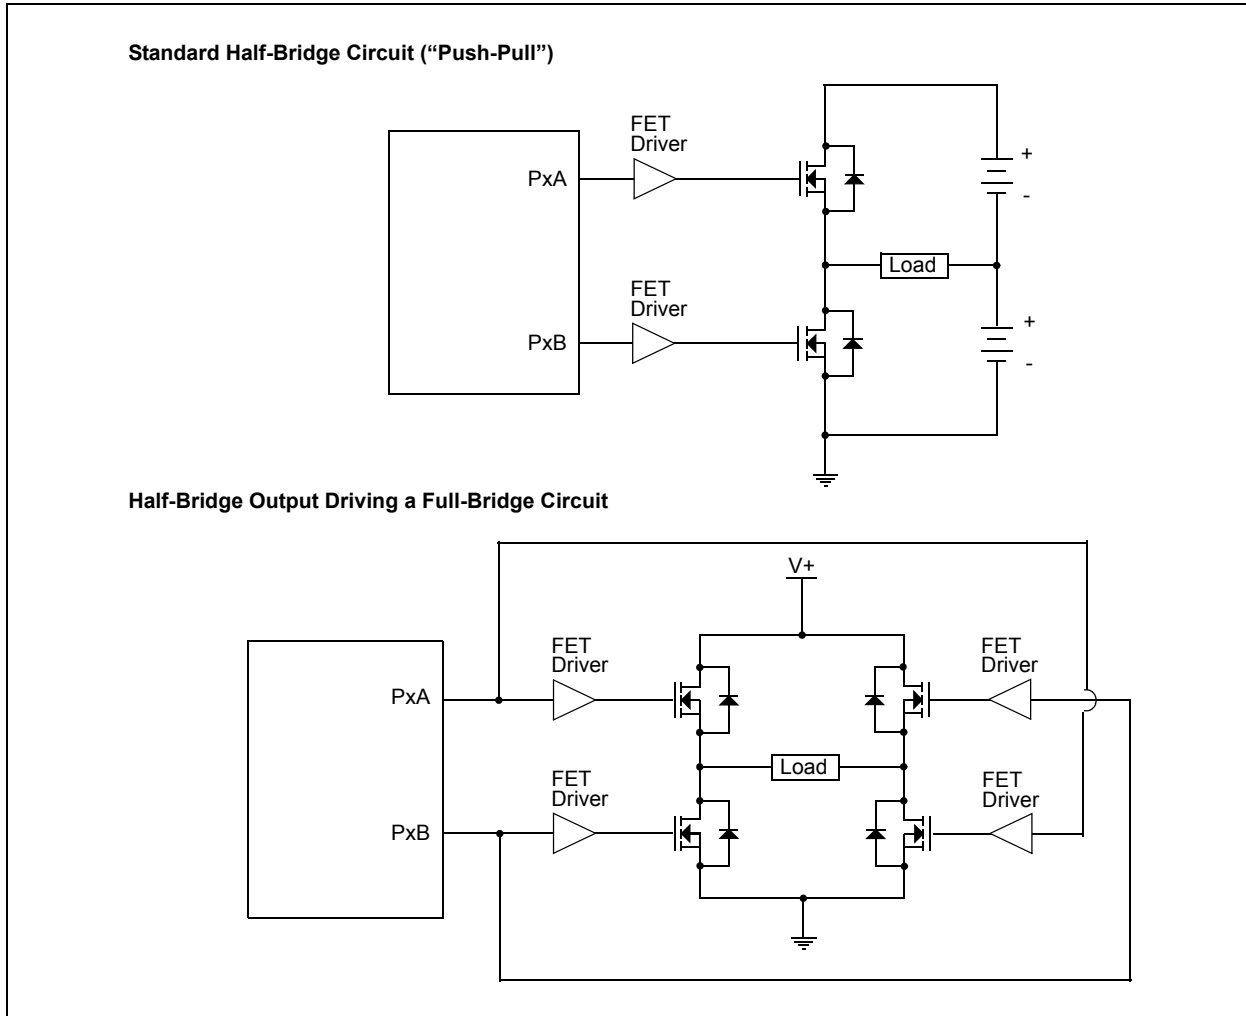 Standard Half-Bridge Circuit (“Push-Pull”)
FET
Driver
PxA
+
-
Load
FET
Driver
PxB
+
-
Half-Bridge Output Driving a Full-Bridge Circuit
V+
FET
Driver
FET
Driver
PxA
Load
FET
Driver
FET
Driver
PxB